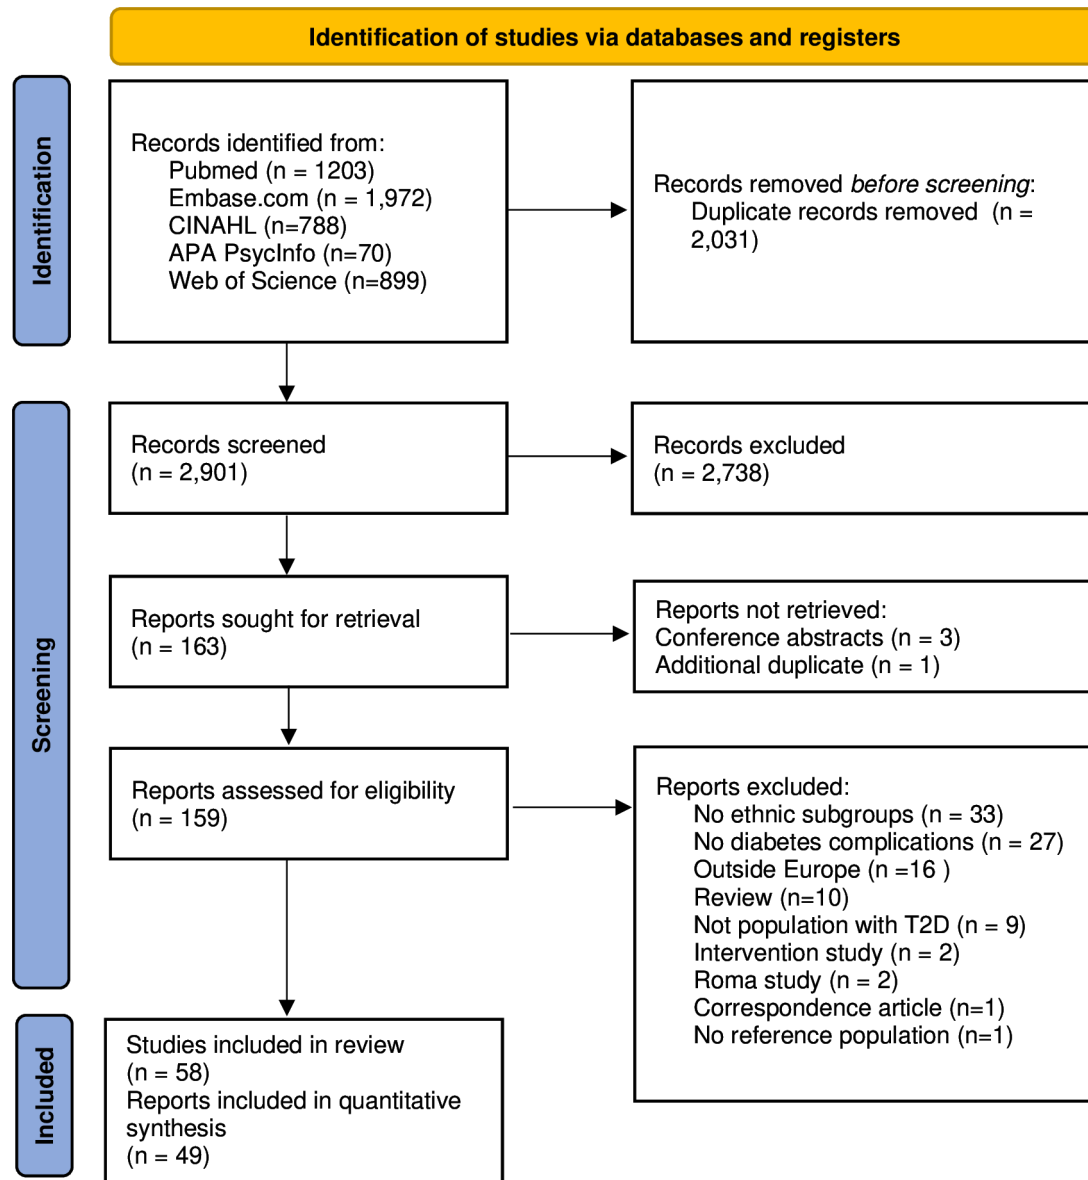 Identification of studies via databases and registers
Identification
Records identified from:
Pubmed (n = 1203)
Embase.com (n = 1,972)
CINAHL (n=788)
APA PsycInfo (n=70)
Web of Science (n=899)
Records removed before screening:
Duplicate records removed (n =
2,031)
Screening
Records screened
(n = 2,901)
Records excluded
(n = 2,738)
Reports sought for retrieval
(n = 163)
Reports not retrieved:
Conference abstracts (n = 3)
Additional duplicate (n = 1)
Reports assessed for eligibility
(n = 159)
Reports excluded:
No ethnic subgroups (n = 33)
No diabetes complications (n = 27)
Outside Europe (n =16 )
Review (n=10)
Not population with T2D (n = 9)
Intervention study (n = 2)
Roma study (n = 2)
Correspondence article (n=1)
No reference population (n=1)
Included
Studies included in review
(n = 58)
Reports included in quantitative
synthesis
(n = 49)